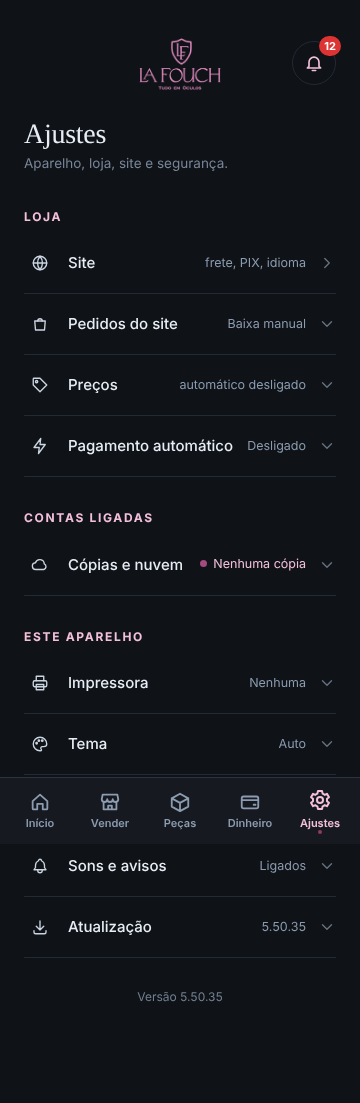 LF
LA FOUCH
Tudo em Óculos
12
Ajustes
Aparelho, loja, site e segurança.
LOJA
Site frete, PIX, idioma
Pedidos do site Baixa manual
Preços automático desligado
Pagamento automático Desligado
CONTAS LIGADAS
Cópias e nuvem Nenhuma cópia
ESTE APARELHO
Impressora Nenhuma
Tema Auto
Início Vender Peças Dinheiro Ajustes
Sons e avisos Ligados
Atualização 5.50.35
Versão 5.50.35